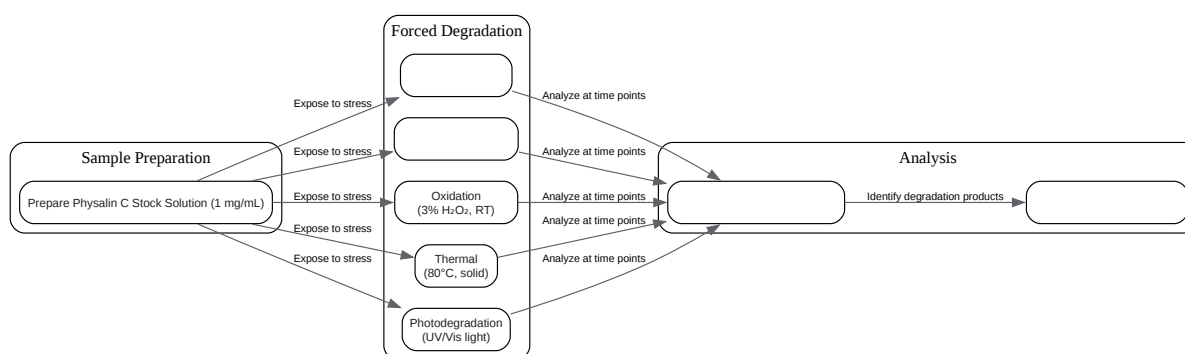 Forced Degradation
Expose to stress
Analyze at time points
Sample Preparation
Expose to stress
Analyze at time points
Analysis
Prepare Physalin C Stock Solution (1 mg/mL)
Expose to stress
Oxidation
(3% H₂O₂, RT)
Analyze at time points
Identify degradation products
Expose to stress
Analyze at time points
Thermal
(80°C, solid)
Expose to stress
Analyze at time points
Photodegradation
(UV/Vis light)